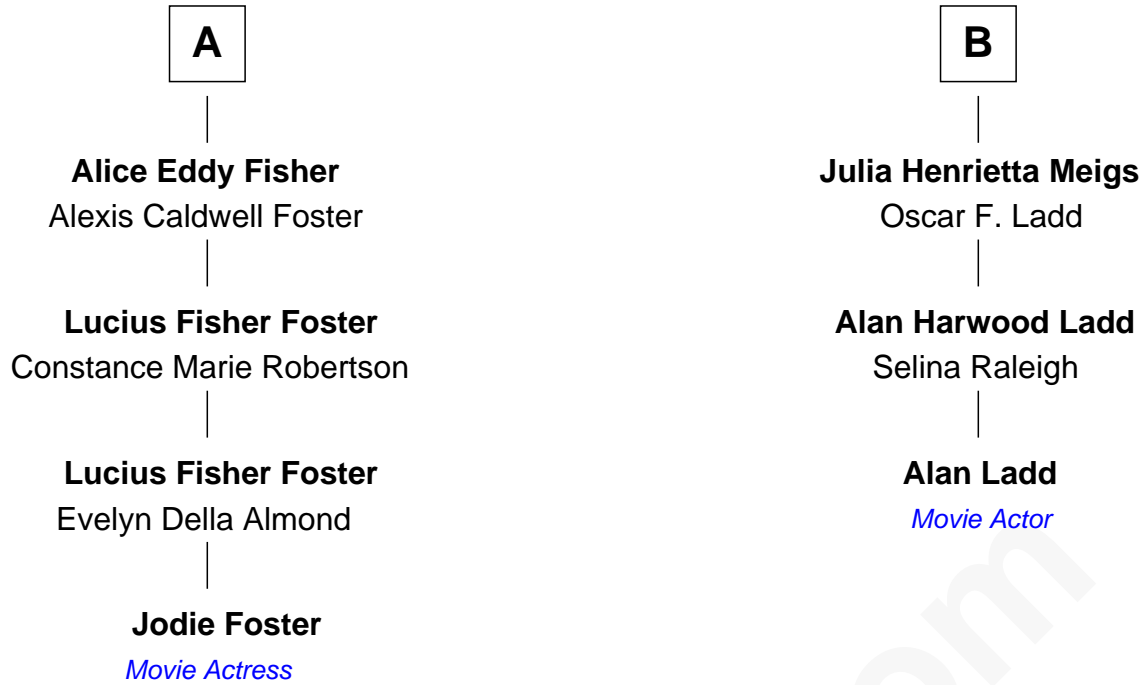 A
Alice Eddy Fisher
Alexis Caldwell Foster
Lucius Fisher Foster
Constance Marie Robertson
Lucius Fisher Foster
Evelyn Della Almond
Jodie Foster
Movie Actress
B
Julia Henrietta Meigs
Oscar F. Ladd
Alan Harwood Ladd
Selina Raleigh
Alan Ladd
Movie Actor
om